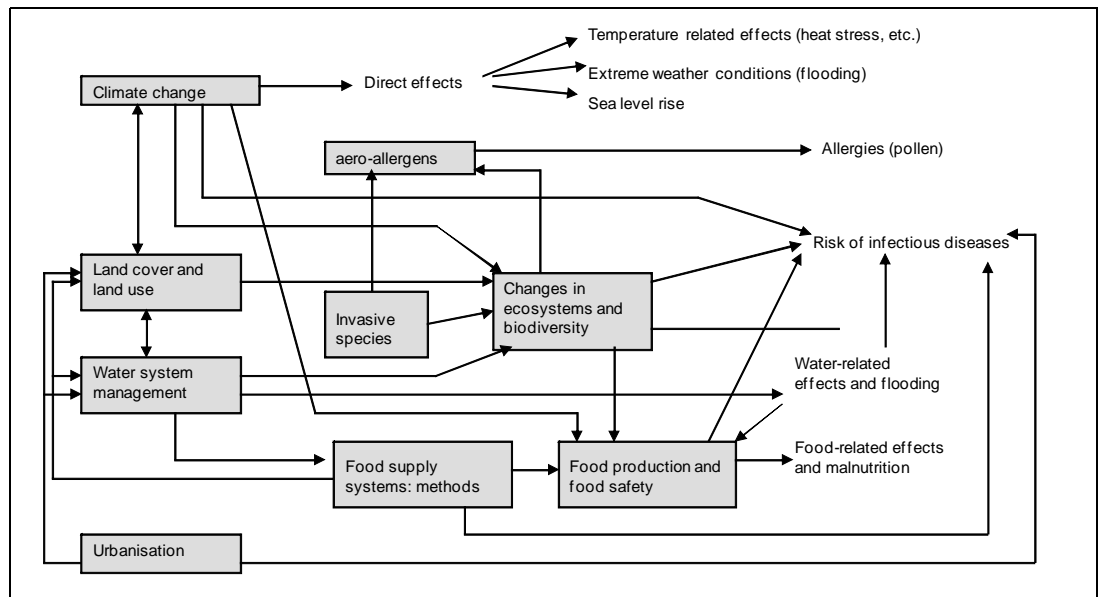 Temperature related effects (heat stress, etc.)
Climate change
Direct effects
Extreme weather conditions (flooding)
Sea level rise
aero-allergens
Allergies (pollen)
Risk of infectious diseases
Land cover and
land use
Changes in
ecosystems and
biodiversity
Invasive
species
Water system
management
Water-related
effects and flooding
Food supply
systems: methods
Food production and
food safety
Food-related effects
and malnutrition
Urbanisation